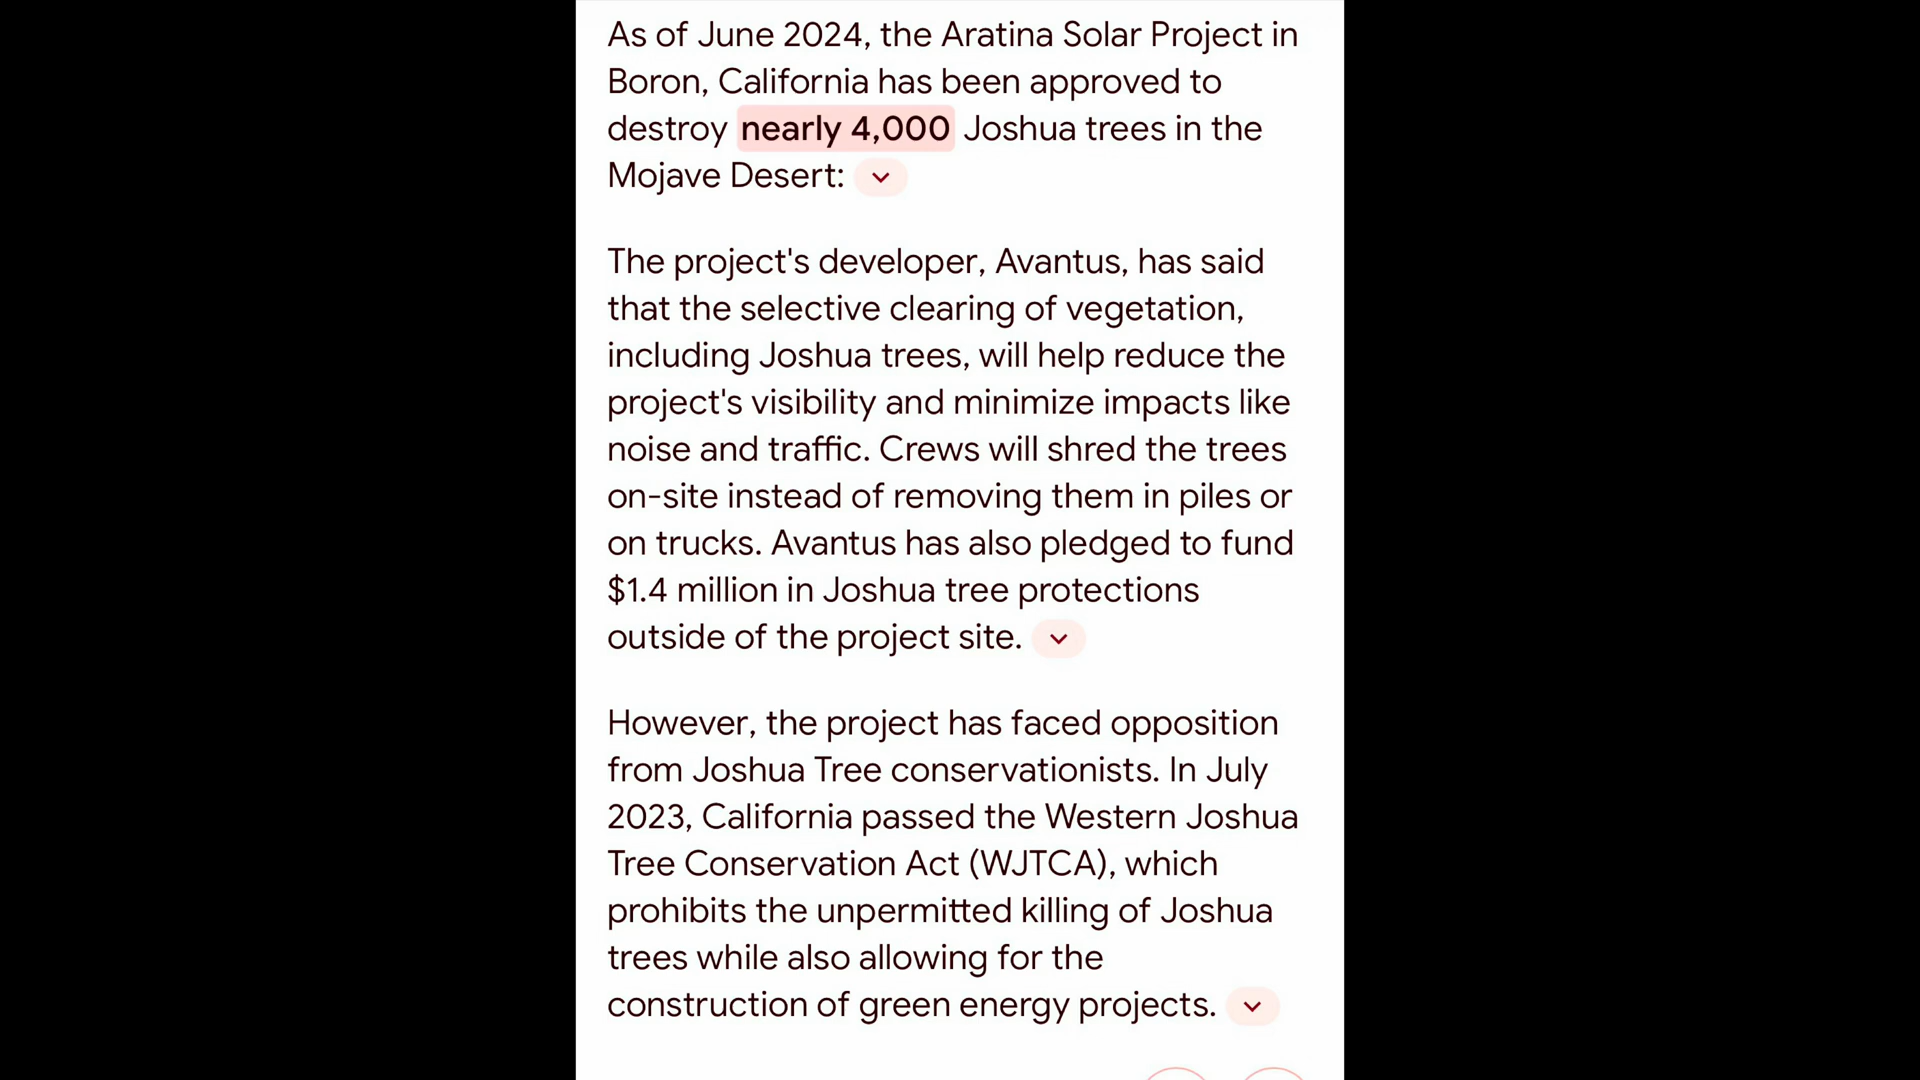 As of June 2024, the Aratina Solar Project in
Boron, California has been approved to
destroy nearly 4,000 Joshua trees in the
Mojave Desert:
The project's developer, Avantus, has said
that the selective clearing of vegetation,
including Joshua trees, will help reduce the
project's visibility and minimize impacts like
noise and traffic. Crews will shred the trees
on-site instead of removing them in piles or
on trucks. Avantus has also pledged to fund
$1.4 million in Joshua tree protections
outside of the project site.
However, the project has faced opposition
from Joshua Tree conservationists. In July
2023, California passed the Western Joshua
Tree Conservation Act (WJTCA), which
prohibits the unpermitted killing of Joshua
trees while also allowing for the
construction of green energy projects.